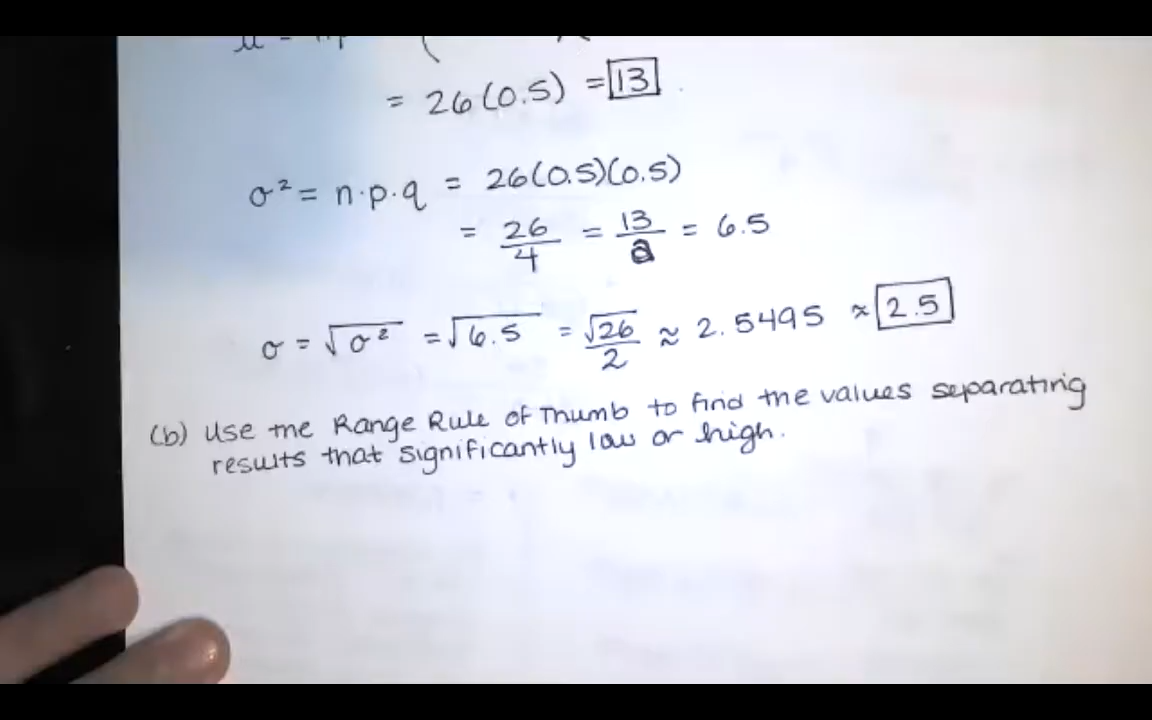 = 26(0.5) = 13
σ² = n·p·q = 26(0.5)(0.5)
= 26/4 = 13/2 = 6.5
σ = √σ² = √6.5 = √26/2 ≈ 2.5495 ≈ 2.5
(b) Use the Range Rule of Thumb to find the values separating
results that significantly low or high.